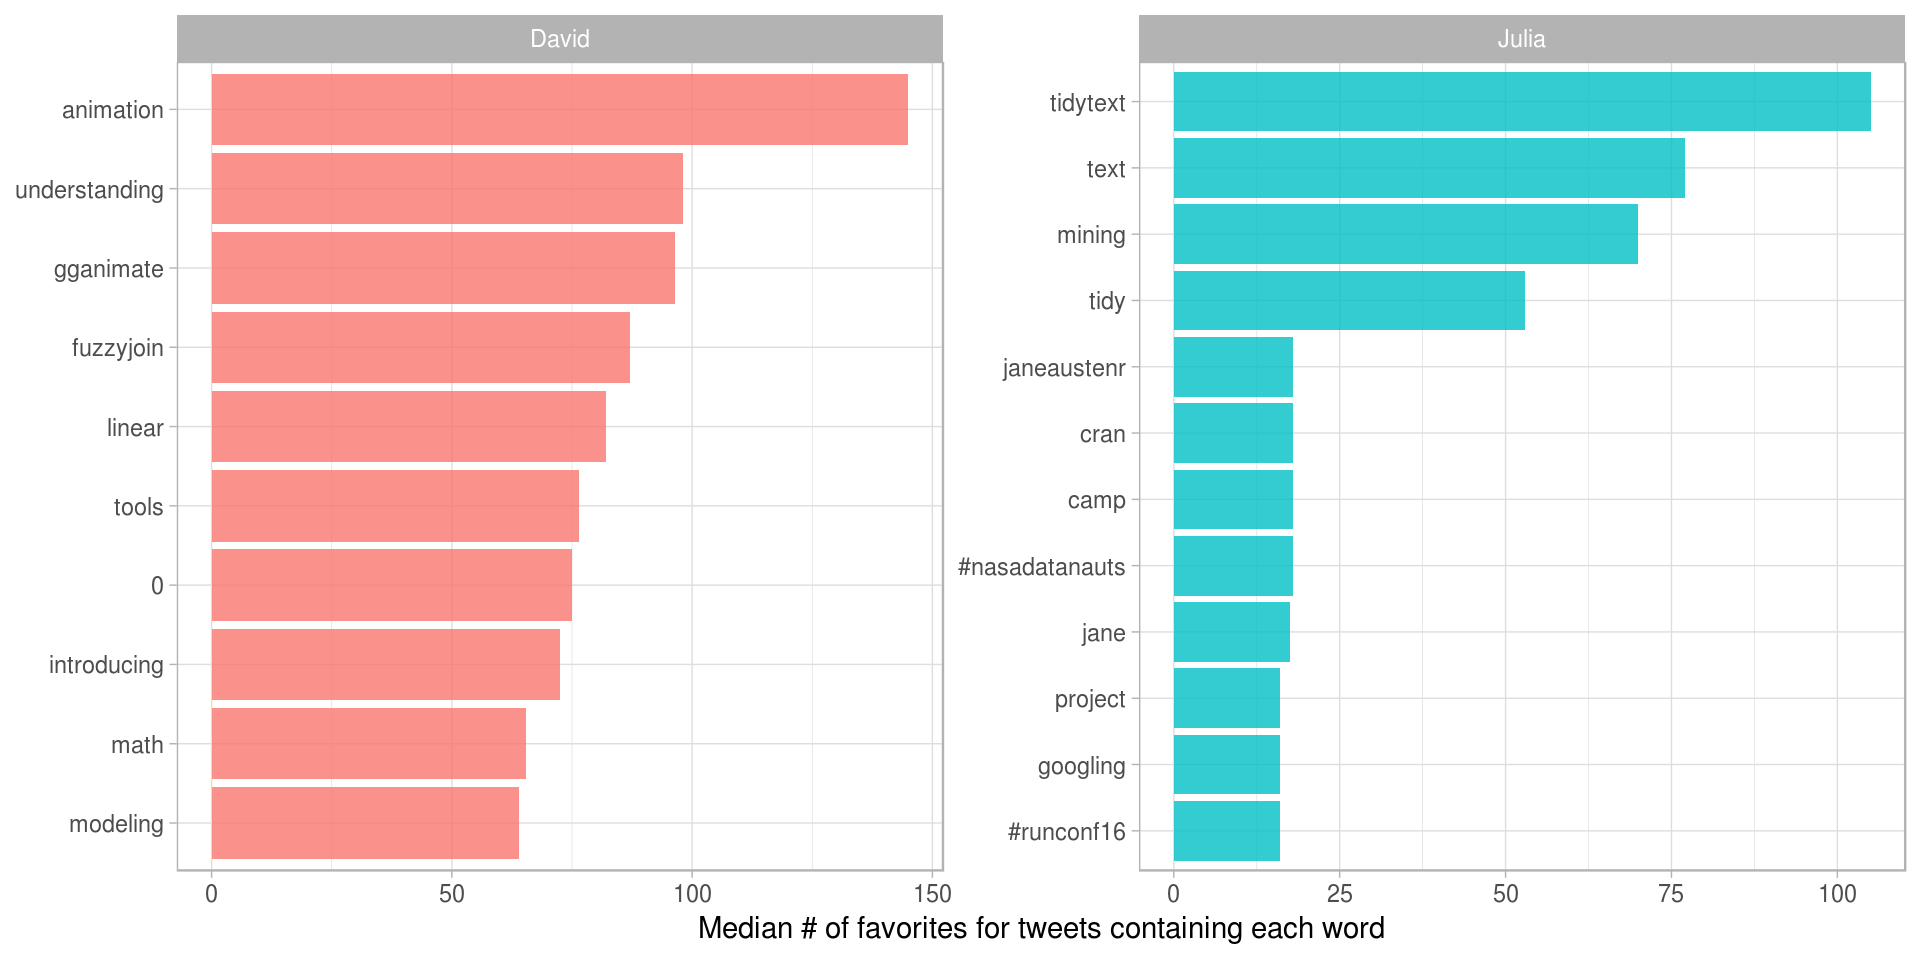 David
animation
understanding
gganimate
fuzzyjoin
linear
tools
0
introducing
math
modeling
0 50 100 150
Julia
tidytext
text
mining
tidy
janeaustenr
cran
camp
#nasadatanauts
jane
project
googling
#runconf16
0 25 50 75 100
Median # of favorites for tweets containing each word